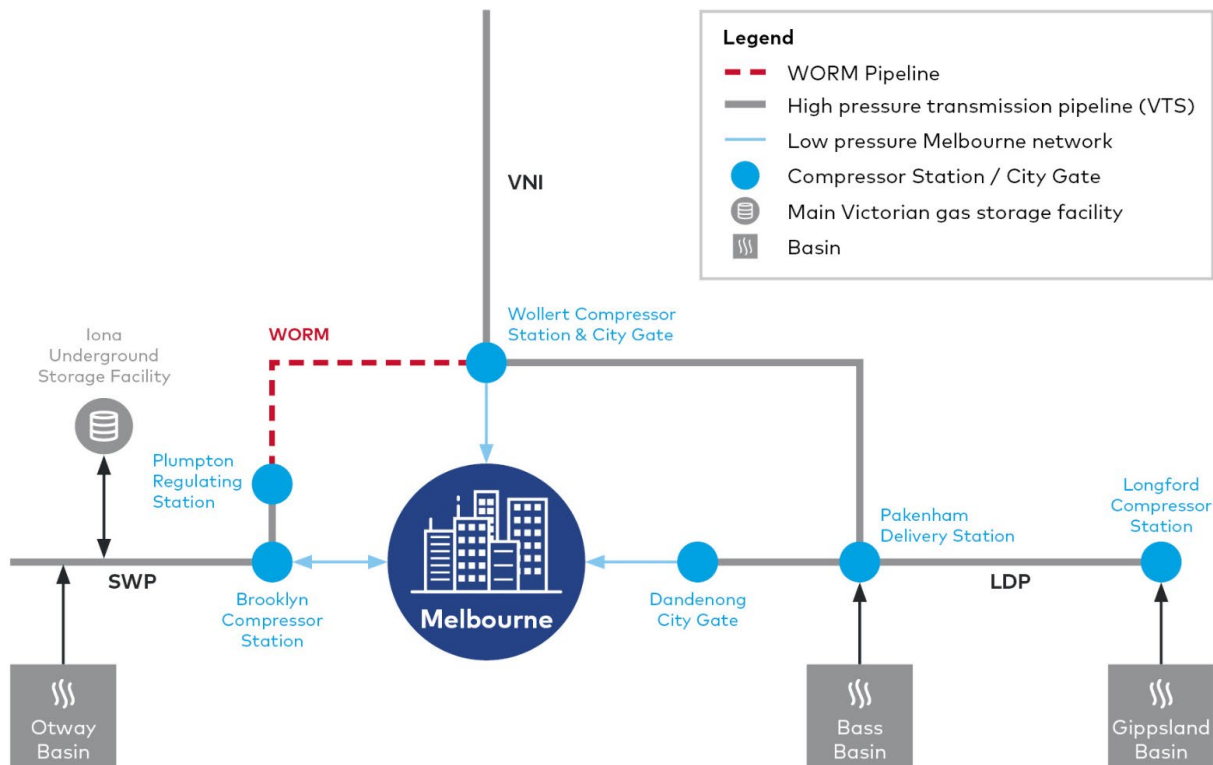 Legend
WORM Pipeline
High pressure transmission pipeline (VTS)
Low pressure Melbourne network
Compressor Station / City Gate
Main Victorian gas storage facility
Basin
VNI
Wollert Compressor
Station & City Gate
WORM
Iona
Underground
Storage Facility
Plumpton
Regulating
Station
Longford
Compressor
Station
Pakenham
Delivery Station
SWP
LDP
Brooklyn
Compressor
Station
Melbourne
Dandenong
City Gate
Otway
Basin
Bass
Basin
Gippsland
Basin